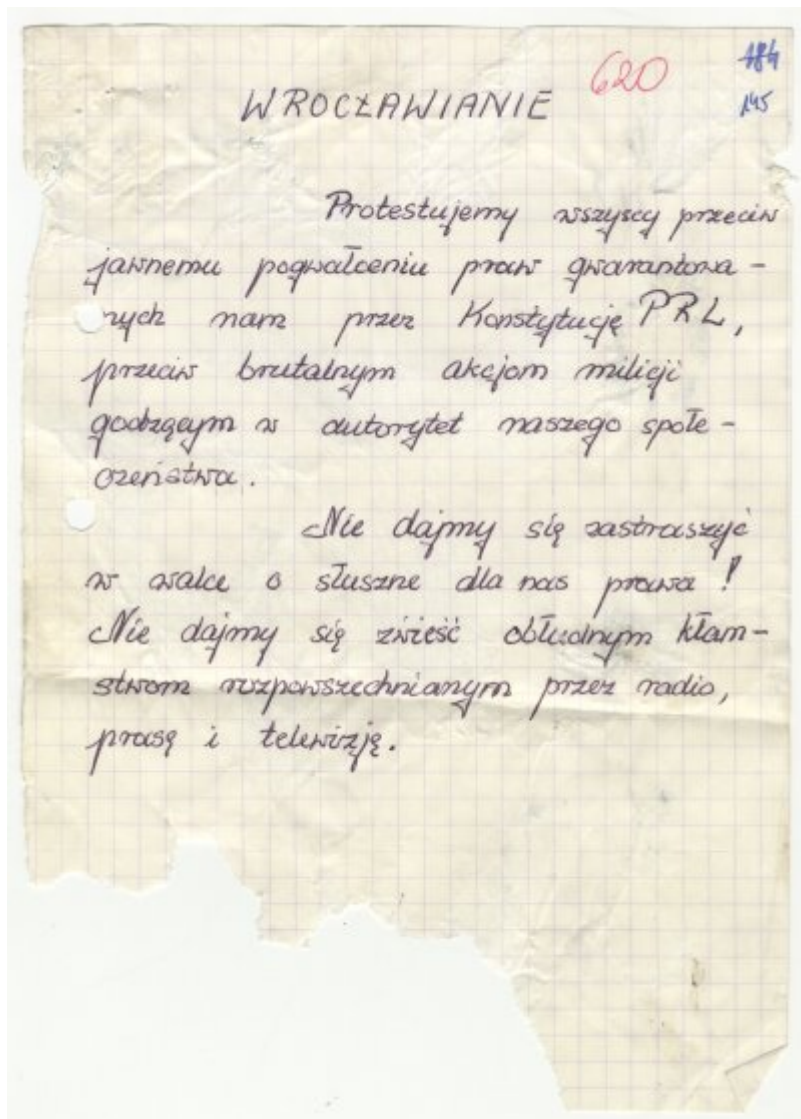 620
184
145
WROCŁAWIANIE
Protestujemy wszyscy przeciw
jawnemu pogwałceniu praw gwarantowa-
nych nam przez Konstytucję PRL,
przeciw brutalnym akcjom milicji
godzącym w autorytet naszego społe-
czeństwa.
Nie dajmy się zastraszyć
w walce o słuszne dla nas prawa!
Nie dajmy się zwieść obłudnym kłam-
stwom rozpowszechnianym przez radio,
prasę i telewizję.